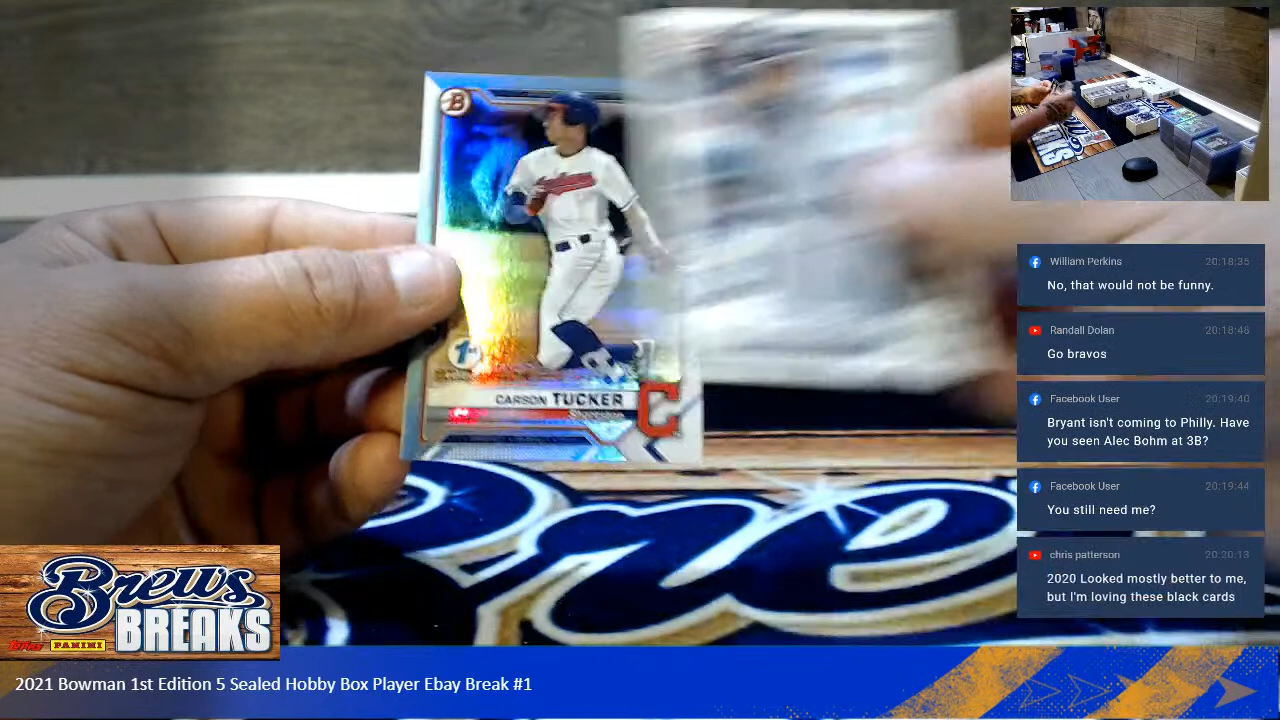 B
Indians
1st
CARSON TUCKER
Shortstop
C
William Perkins 20:18:35
No, that would not be funny.
Randall Dolan 20:18:46
Go bravos
Facebook User 20:19:40
Bryant isn't coming to Philly. Have
you seen Alec Bohm at 3B?
Facebook User 20:19:44
You still need me?
chris patterson 20:20:13
2020 Looked mostly better to me,
but I'm loving these black cards
Brews
BREAKS
Topps PANINI
2021 Bowman 1st Edition 5 Sealed Hobby Box Player Ebay Break #1